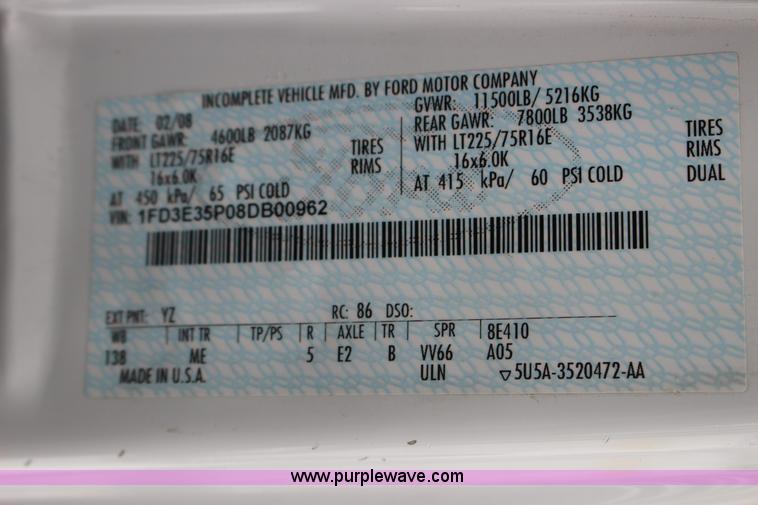 INCOMPLETE VEHICLE MFD. BY FORD MOTOR COMPANY
DATE: 02/08 GVWR: 11500LB/ 5216KG
FRONT GAWR: 4600LB 2087KG REAR GAWR: 7800LB 3538KG
WITH LT225/75R16E TIRES WITH LT225/75R16E TIRES
16x6.0K RIMS 16x6.0K RIMS
AT 450 kPa/ 65 PSI COLD AT 415 kPa/ 60 PSI COLD DUAL
VIN: 1FD3E35P08DB00962
EXT PNT: YZ RC: 86 DSO:
WB INT TR TP/PS R AXLE TR SPR 8E410
138 ME 5 E2 B VV66 A05
MADE IN U.S.A. ULN ▽5U5A-3520472-AA
www.purplewave.com